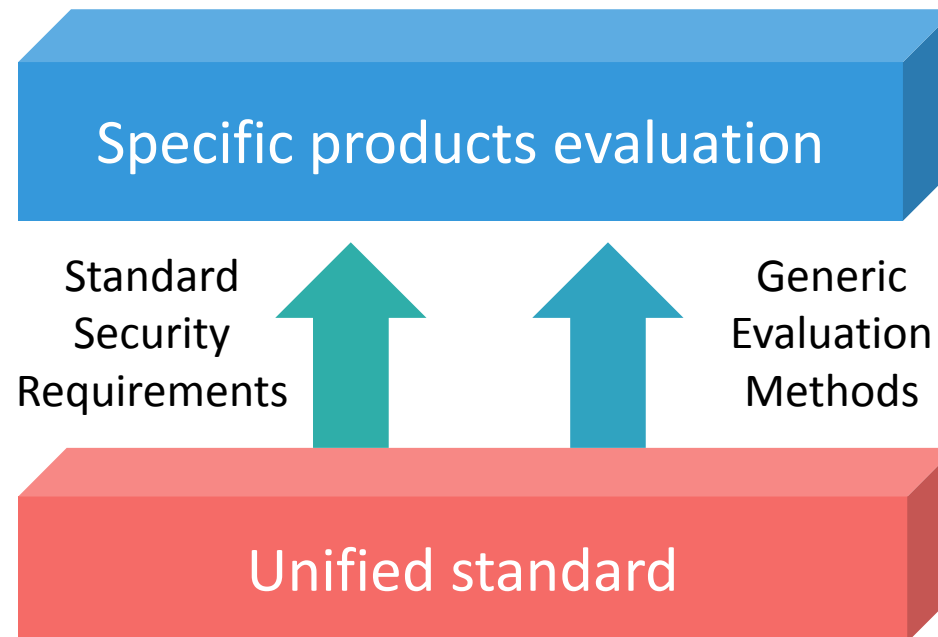 Specific products evaluation
Standard
Security
Requirements
Generic
Evaluation
Methods
Unified standard